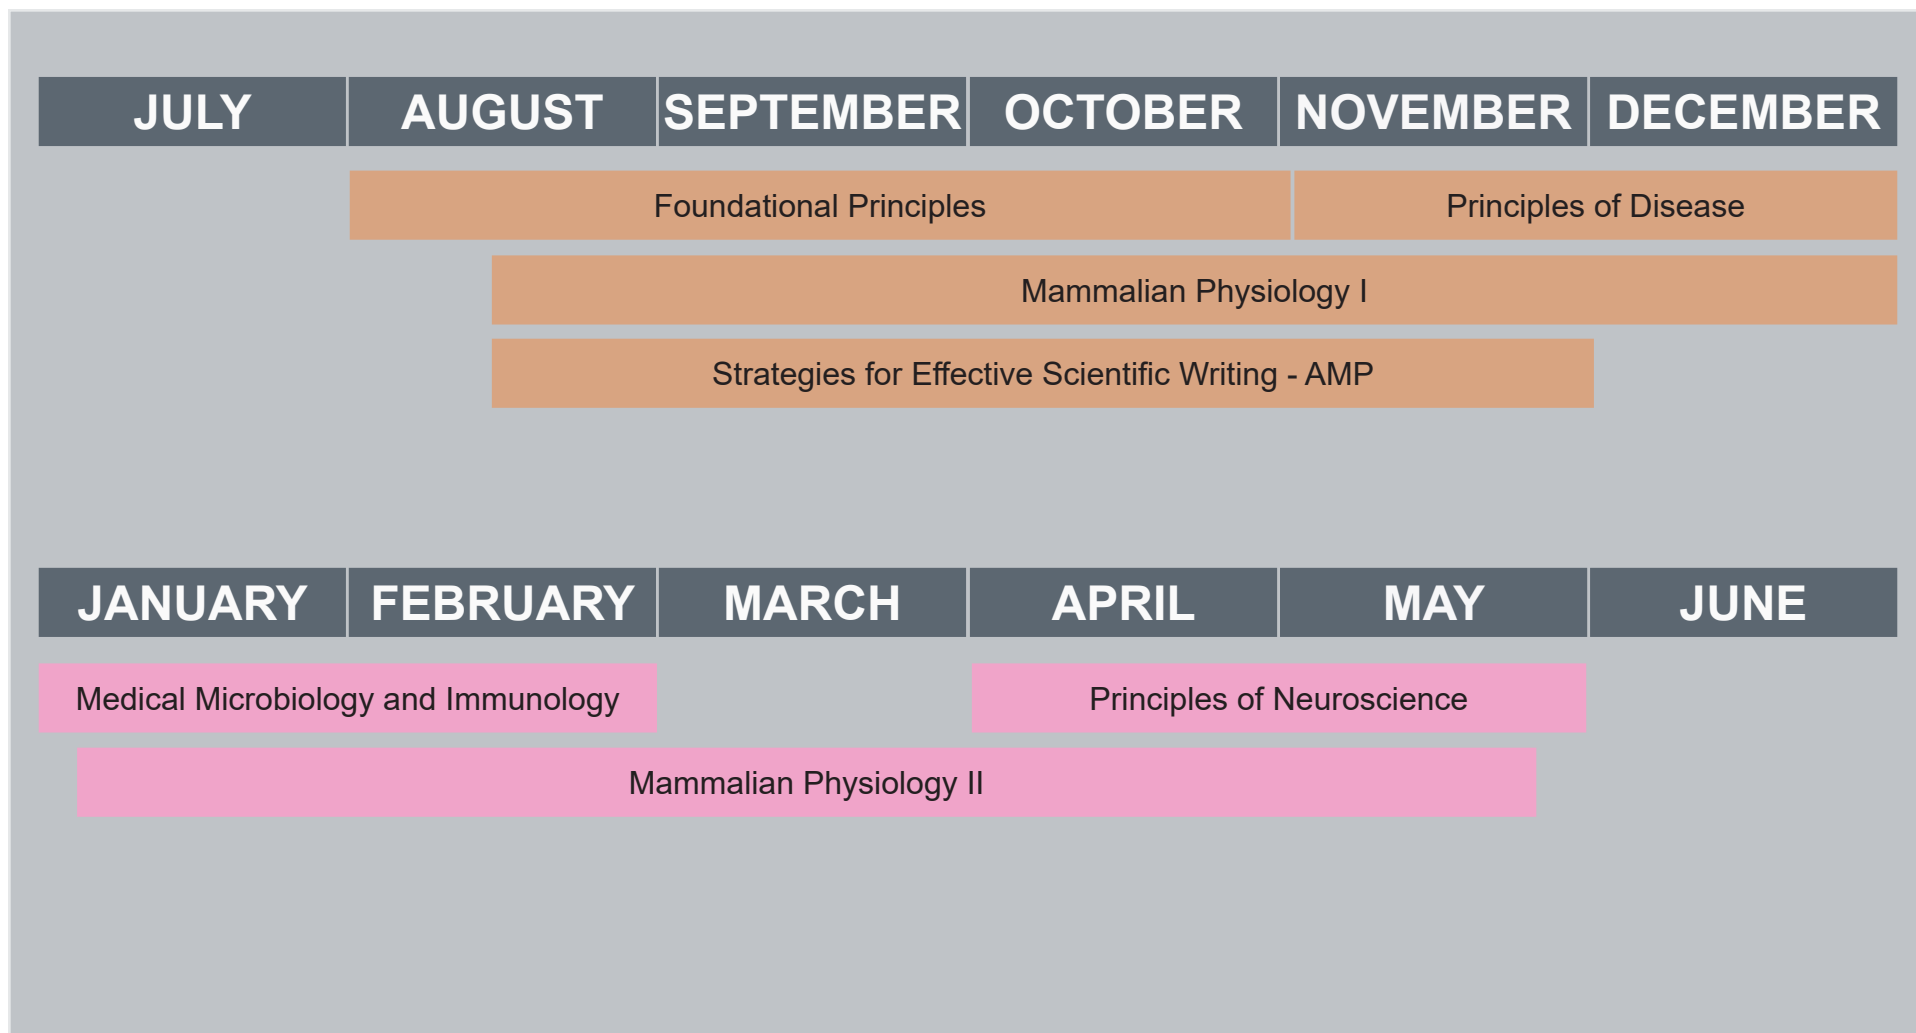 JULY AUGUST SEPTEMBER OCTOBER NOVEMBER DECEMBER
Foundational Principles Principles of Disease
Mammalian Physiology I
Strategies for Effective Scientific Writing - AMP
JANUARY FEBRUARY MARCH APRIL MAY JUNE
Medical Microbiology and Immunology Principles of Neuroscience
Mammalian Physiology II